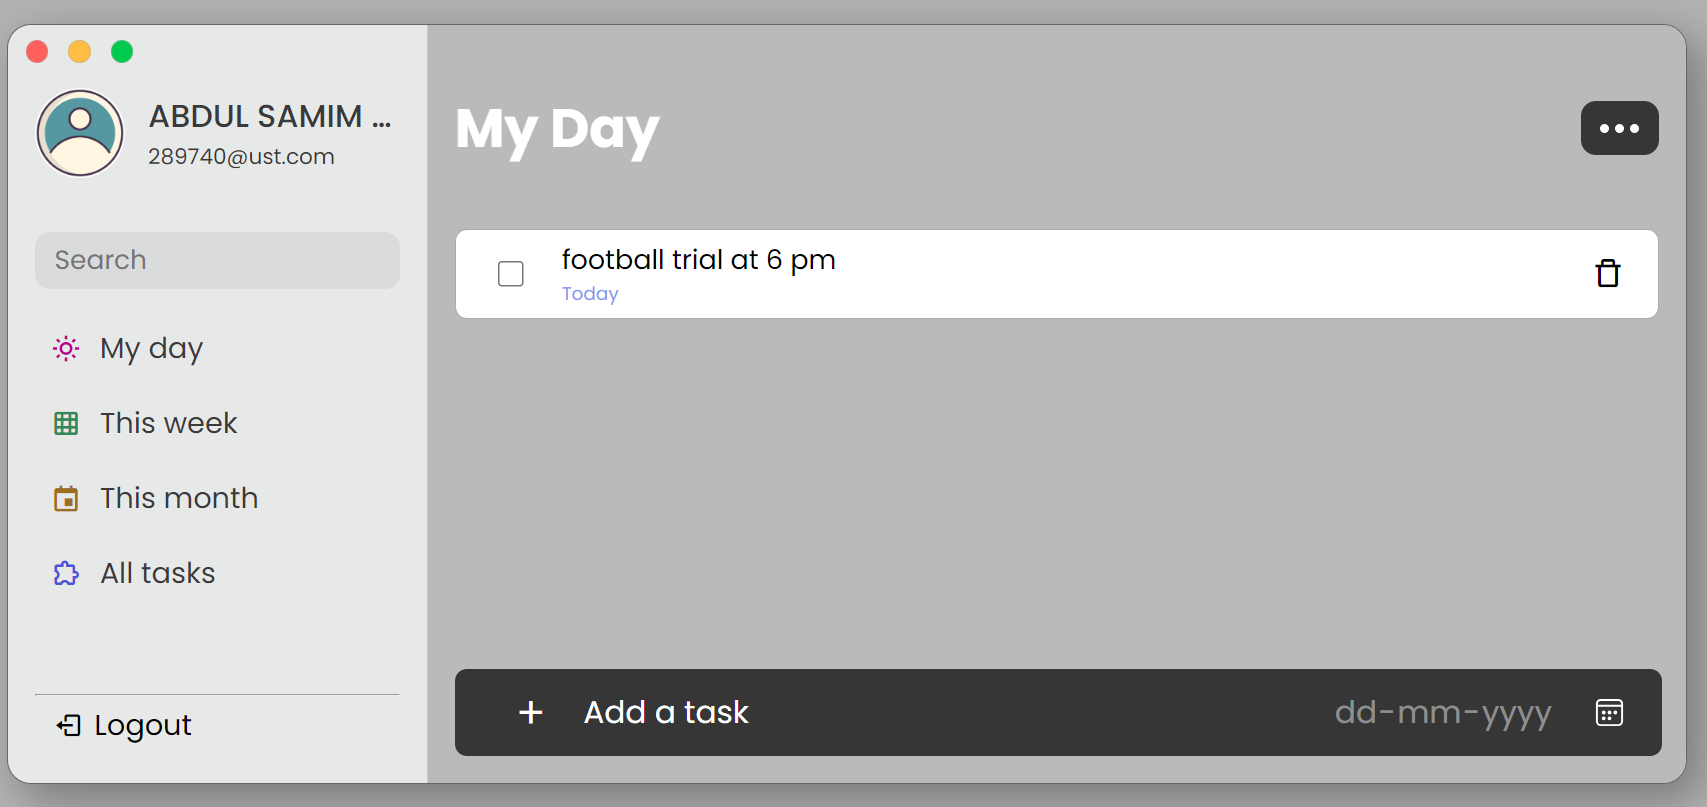 ABDUL SAMIM ...
289740@ust.com
Search
My day
This week
This month
All tasks
Logout
My Day
football trial at 6 pm
Today
Add a task
dd-mm-yyyy